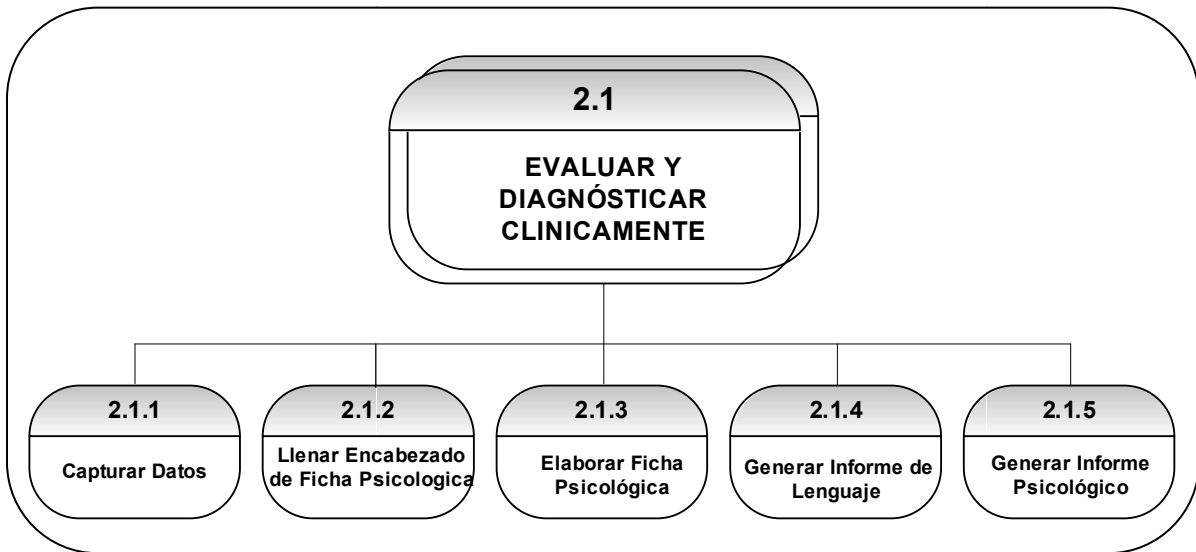 2.1
EVALUAR Y
DIAGNÓSTICAR
CLINICAMENTE
2.1.1
Capturar Datos
2.1.2
Llenar Encabezado
de Ficha Psicologica
2.1.3
Elaborar Ficha
Psicológica
2.1.4
Generar Informe de
Lenguaje
2.1.5
Generar Informe
Psicológico